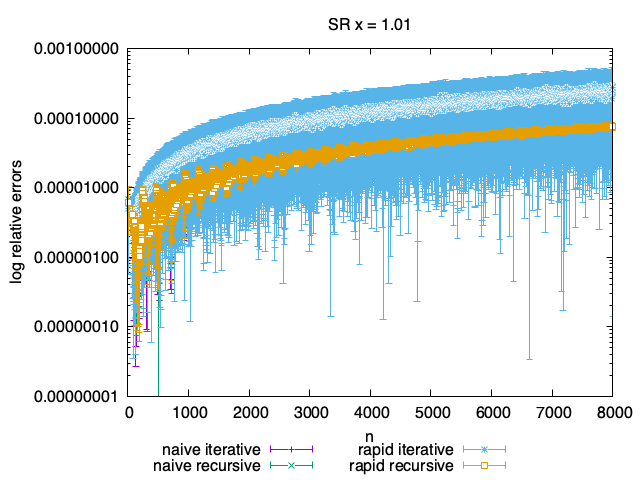 SR x = 1.01
0.00100000
0.00010000
0.00001000
0.00000100
0.00000010
0.00000001
log relative errors
0 1000 2000 3000 4000 5000 6000 7000 8000
n
naive iterative rapid iterative
naive recursive rapid recursive